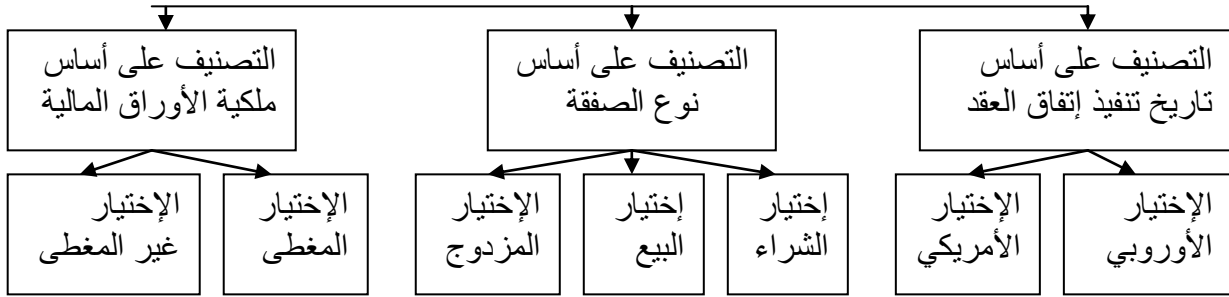 التصنيف على أساس
تاريخ تنفيذ إتفاق العقد
التصنيف على أساس
نوع الصفقة
التصنيف على أساس
ملكية الأوراق المالية
الإختيار
الأوروبي
الإختيار
الأمريكي
إختيار
الشراء
إختيار
البيع
الإختيار
المزدوج
الإختيار
المغطى
الإختيار
غير المغطى